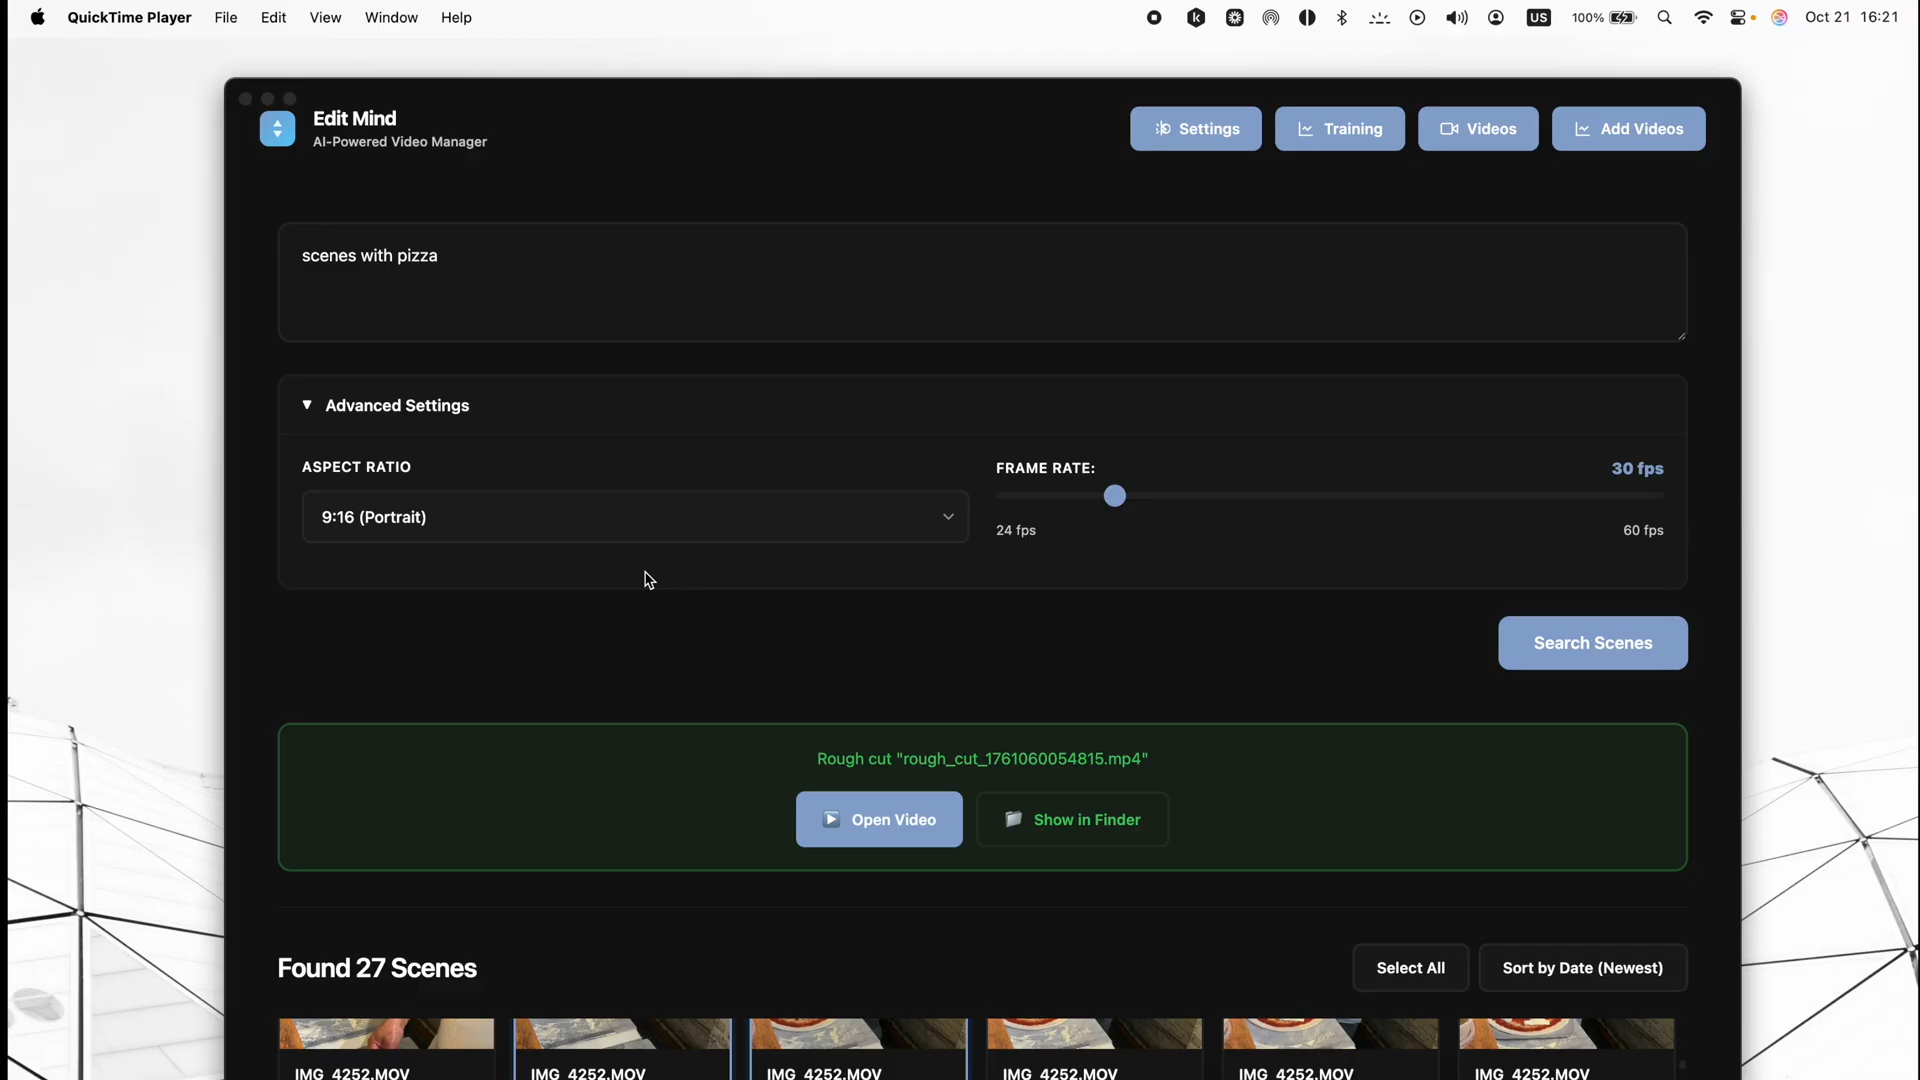 QuickTime Player File Edit View Window Help US 100% Oct 21 16:21
Edit Mind
AI-Powered Video Manager
Settings
Training
Videos
Add Videos
scenes with pizza
▼ Advanced Settings
ASPECT RATIO
9:16 (Portrait)
FRAME RATE: 30 fps
24 fps 60 fps
Search Scenes
Rough cut "rough_cut_1761060054815.mp4"
Open Video
Show in Finder
Found 27 Scenes
Select All
Sort by Date (Newest)
IMG_4252.MOV
IMG_4252.MOV
IMG_4252.MOV
IMG_4252.MOV
IMG_4252.MOV
IMG_4252.MOV